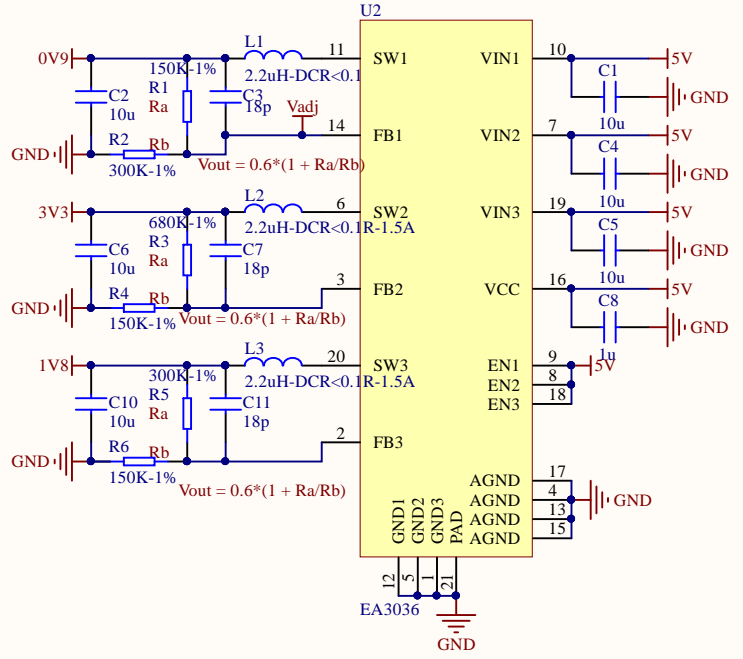 U2
0V9
L1
11
SW1
VIN1
10
5V
150K-1%
2.2uH-DCR<0.1
C2
10u
R1
Ra
C3
18p
C1
10u
GND
Vadj
14
FB1
VIN2
7
5V
GND
R2
Rb
300K-1%
Vout = 0.6*(1 + Ra/Rb)
C4
10u
GND
3V3
L2
6
SW2
VIN3
19
5V
680K-1%
2.2uH-DCR<0.1R-1.5A
C6
10u
R3
Ra
C7
18p
C5
10u
GND
3
FB2
VCC
16
5V
GND
R4
Rb
150K-1%
Vout = 0.6*(1 + Ra/Rb)
C8
1u
GND
1V8
L3
20
SW3
EN1
9
5V
300K-1%
2.2uH-DCR<0.1R-1.5A
EN2
8
EN3
18
C10
10u
R5
Ra
C11
18p
2
FB3
GND
R6
Rb
150K-1%
Vout = 0.6*(1 + Ra/Rb)
AGND
17
AGND
4
GND
AGND
13
AGND
15
GND1
GND2
GND3
PAD
12
5
1
21
EA3036
GND